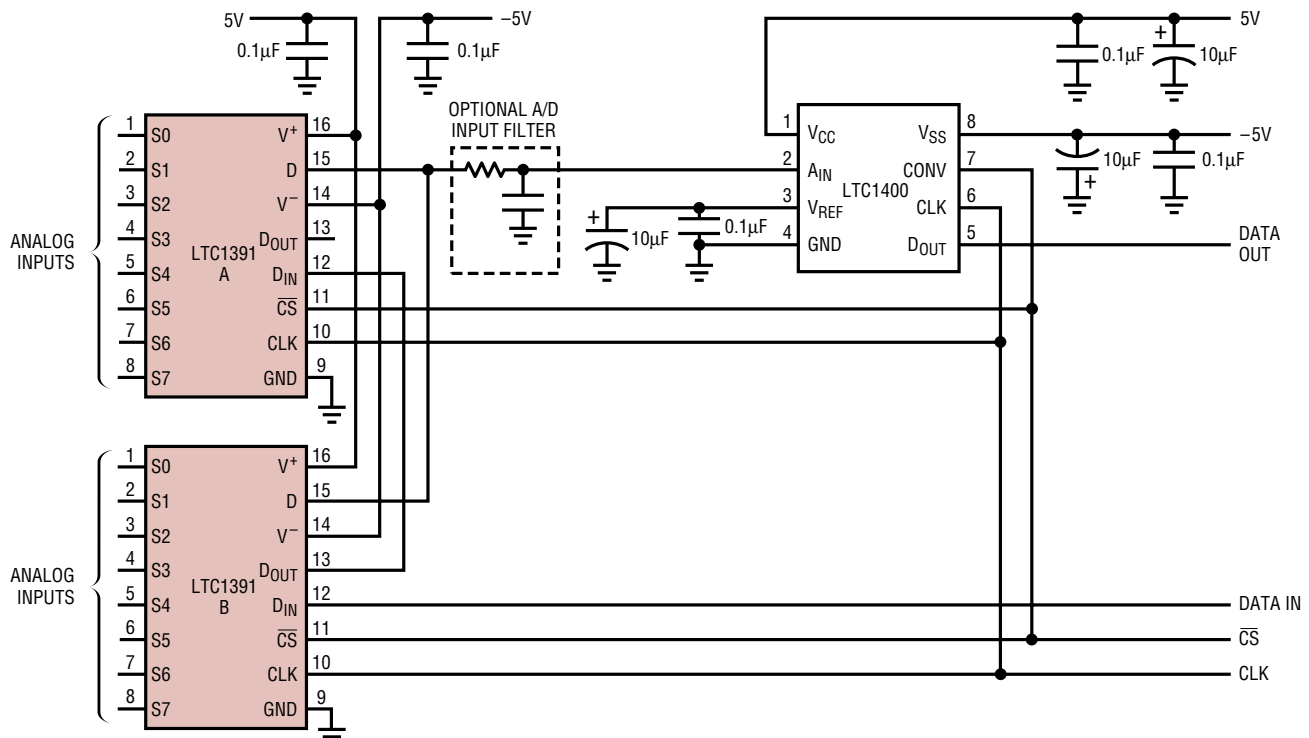 5V
–5V
5V
0.1µF
0.1µF
0.1µF
+
10µF
OPTIONAL A/D
INPUT FILTER
ANALOG
INPUTS
1 S0 V+ 16
2 S1 D 15
3 S2 V– 14
4 S3 DOUT 13
5 S4 DIN 12
6 S5 CS 11
7 S6 CLK 10
8 S7 GND 9
LTC1391
A
1 VCC VSS 8
2 AIN CONV 7
3 VREF CLK 6
4 GND DOUT 5
LTC1400
–5V
10µF
+
0.1µF
+
10µF
0.1µF
DATA
OUT
ANALOG
INPUTS
1 S0 V+ 16
2 S1 D 15
3 S2 V– 14
4 S3 DOUT 13
5 S4 DIN 12
6 S5 CS 11
7 S6 CLK 10
8 S7 GND 9
LTC1391
B
DATA IN
CS
CLK